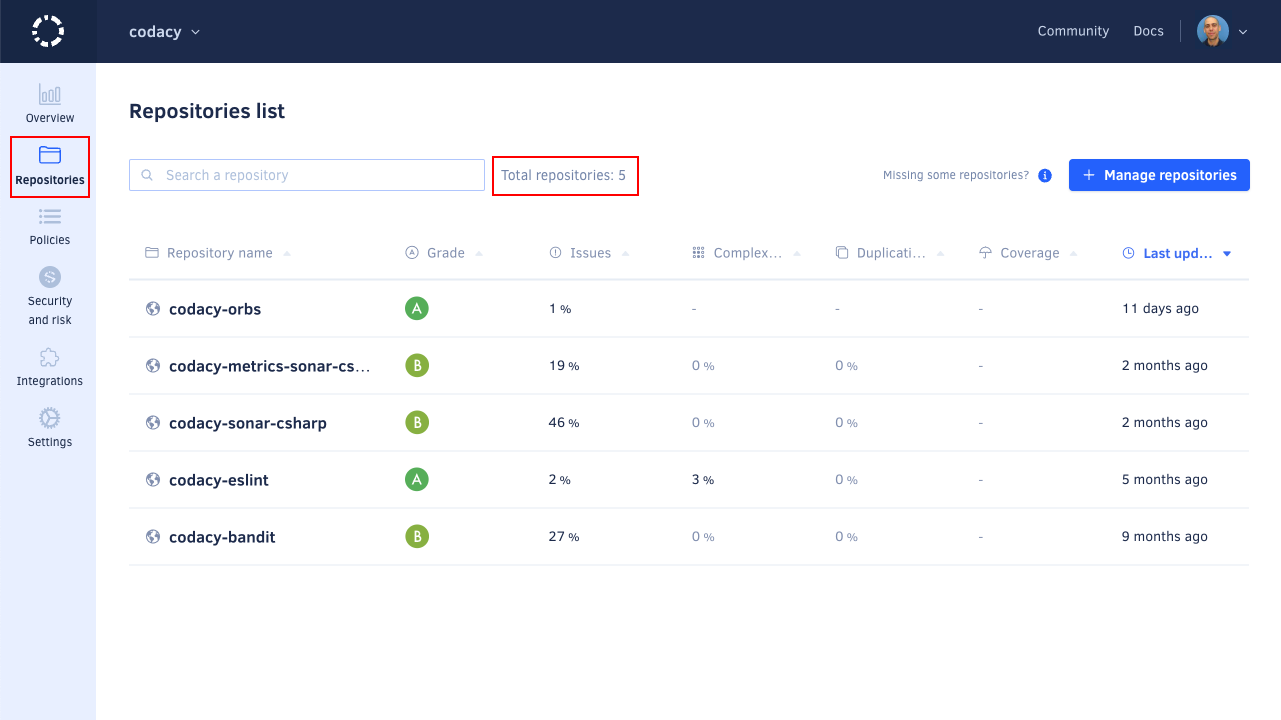 codacy
Community Docs
Overview
Repositories
Policies
Security
and risk
Integrations
Settings
Repositories list
Search a repository
Total repositories: 5
Missing some repositories?
Manage repositories
Repository name Grade Issues Complex... Duplicati... Coverage Last upd...
codacy-orbs A 1 % - - - 11 days ago
codacy-metrics-sonar-cs... B 19 % 0 % 0 % - 2 months ago
codacy-sonar-csharp B 46 % 0 % 0 % - 2 months ago
codacy-eslint A 2 % 3 % 0 % - 5 months ago
codacy-bandit B 27 % 0 % 0 % - 9 months ago